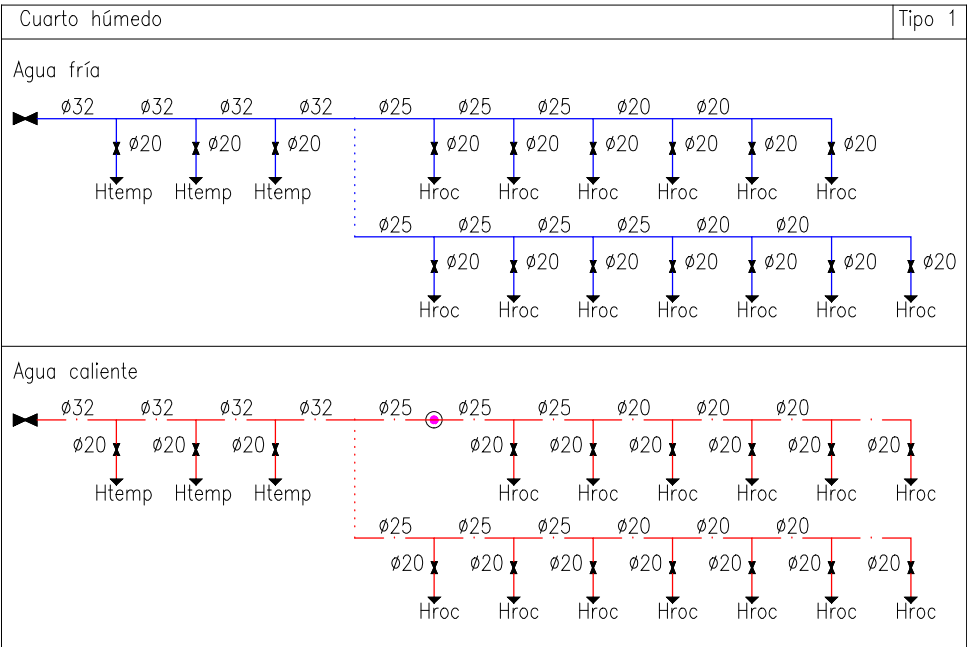 Cuarto húmedo Tipo 1
Agua fría
ø32 ø32 ø32 ø32 ø25 ø25 ø25 ø20 ø20
ø20 ø20 ø20 ø20 ø20 ø20 ø20 ø20 ø20
Htemp Htemp Htemp Hroc Hroc Hroc Hroc Hroc Hroc
ø25 ø25 ø25 ø20 ø20
ø20 ø20 ø20 ø20 ø20 ø20 ø20
Hroc Hroc Hroc Hroc Hroc Hroc Hroc
Agua caliente
ø32 ø32 ø32 ø32 ø25 ø25 ø25 ø20 ø20 ø20
ø20 ø20 ø20 ø20 ø20 ø20 ø20 ø20 ø20
Htemp Htemp Htemp Hroc Hroc Hroc Hroc Hroc Hroc
ø25 ø25 ø25 ø20 ø20 ø20
ø20 ø20 ø20 ø20 ø20 ø20 ø20
Hroc Hroc Hroc Hroc Hroc Hroc Hroc